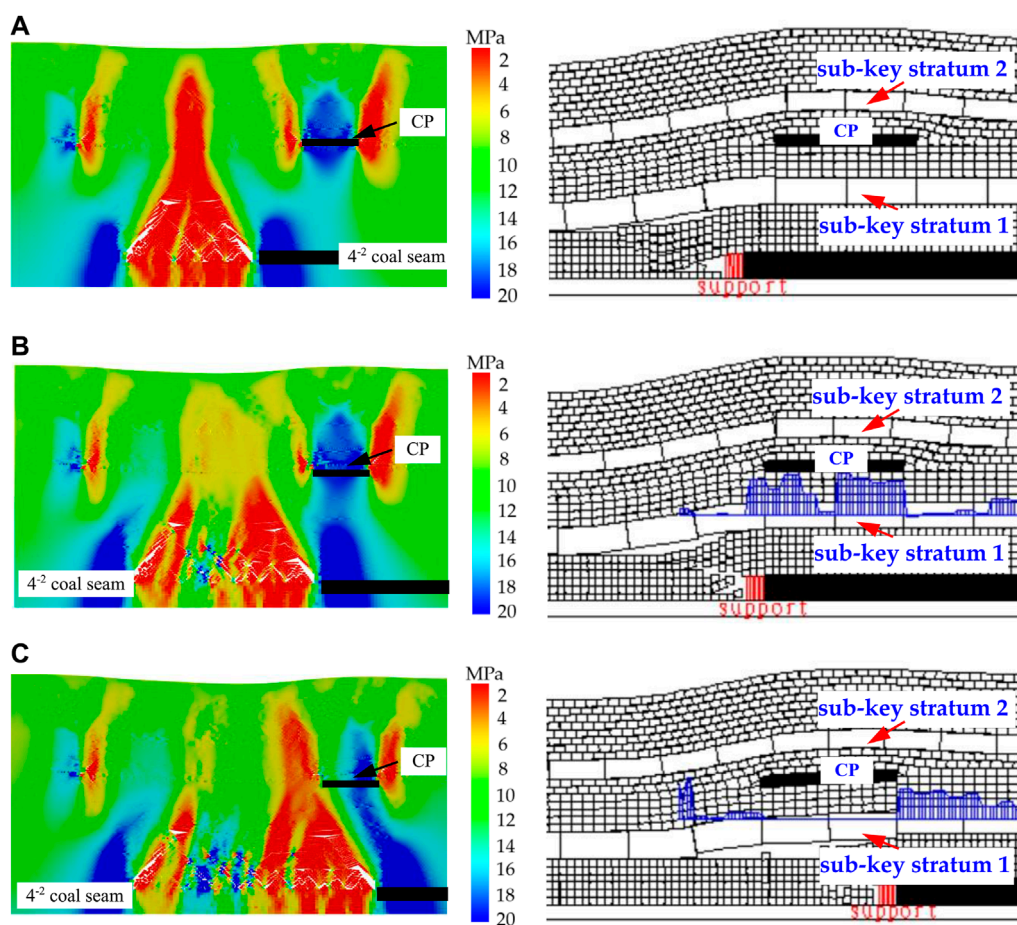 A
MPa
2
4
6
8
10
12
14
16
18
20
CP
4⁻² coal seam
sub-key stratum 2
CP
sub-key stratum 1
support
B
MPa
2
4
6
8
10
12
14
16
18
20
CP
4⁻² coal seam
sub-key stratum 2
CP
sub-key stratum 1
support
C
MPa
2
4
6
8
10
12
14
16
18
20
CP
4⁻² coal seam
sub-key stratum 2
CP
sub-key stratum 1
support